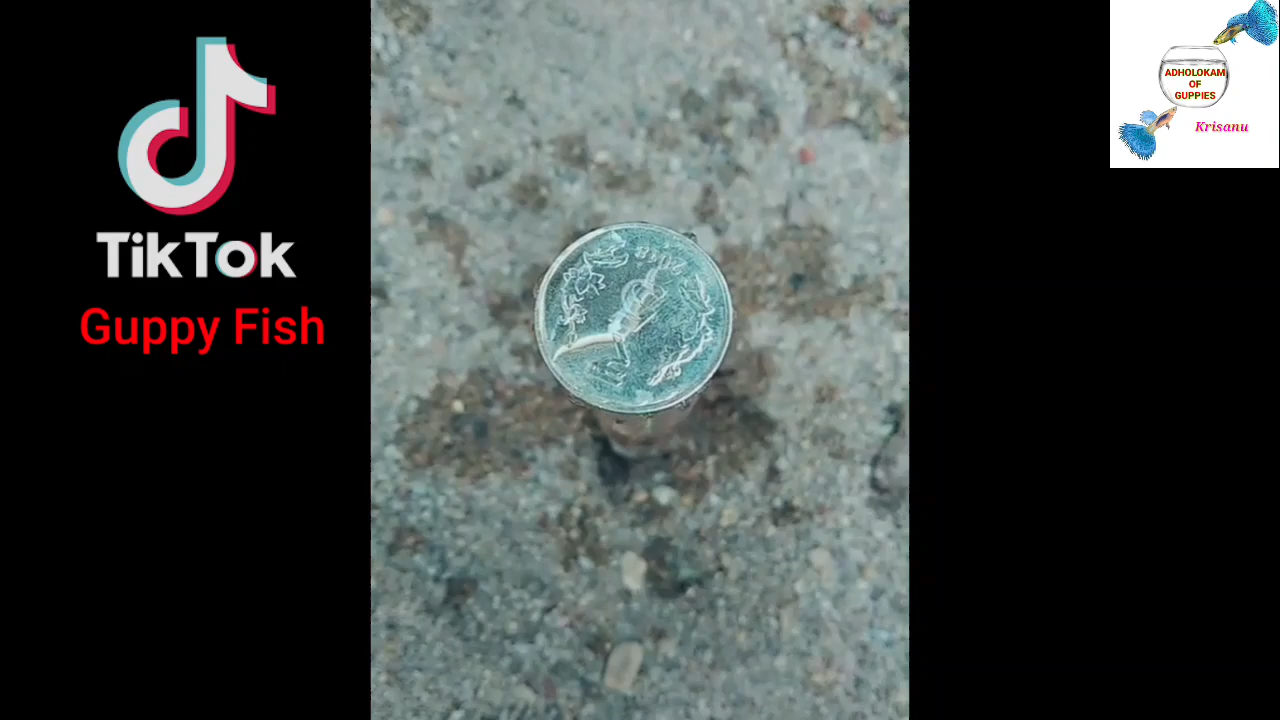 TikTok
Guppy Fish
ADHOLOKAM
OF
GUPPIES
Krisanu